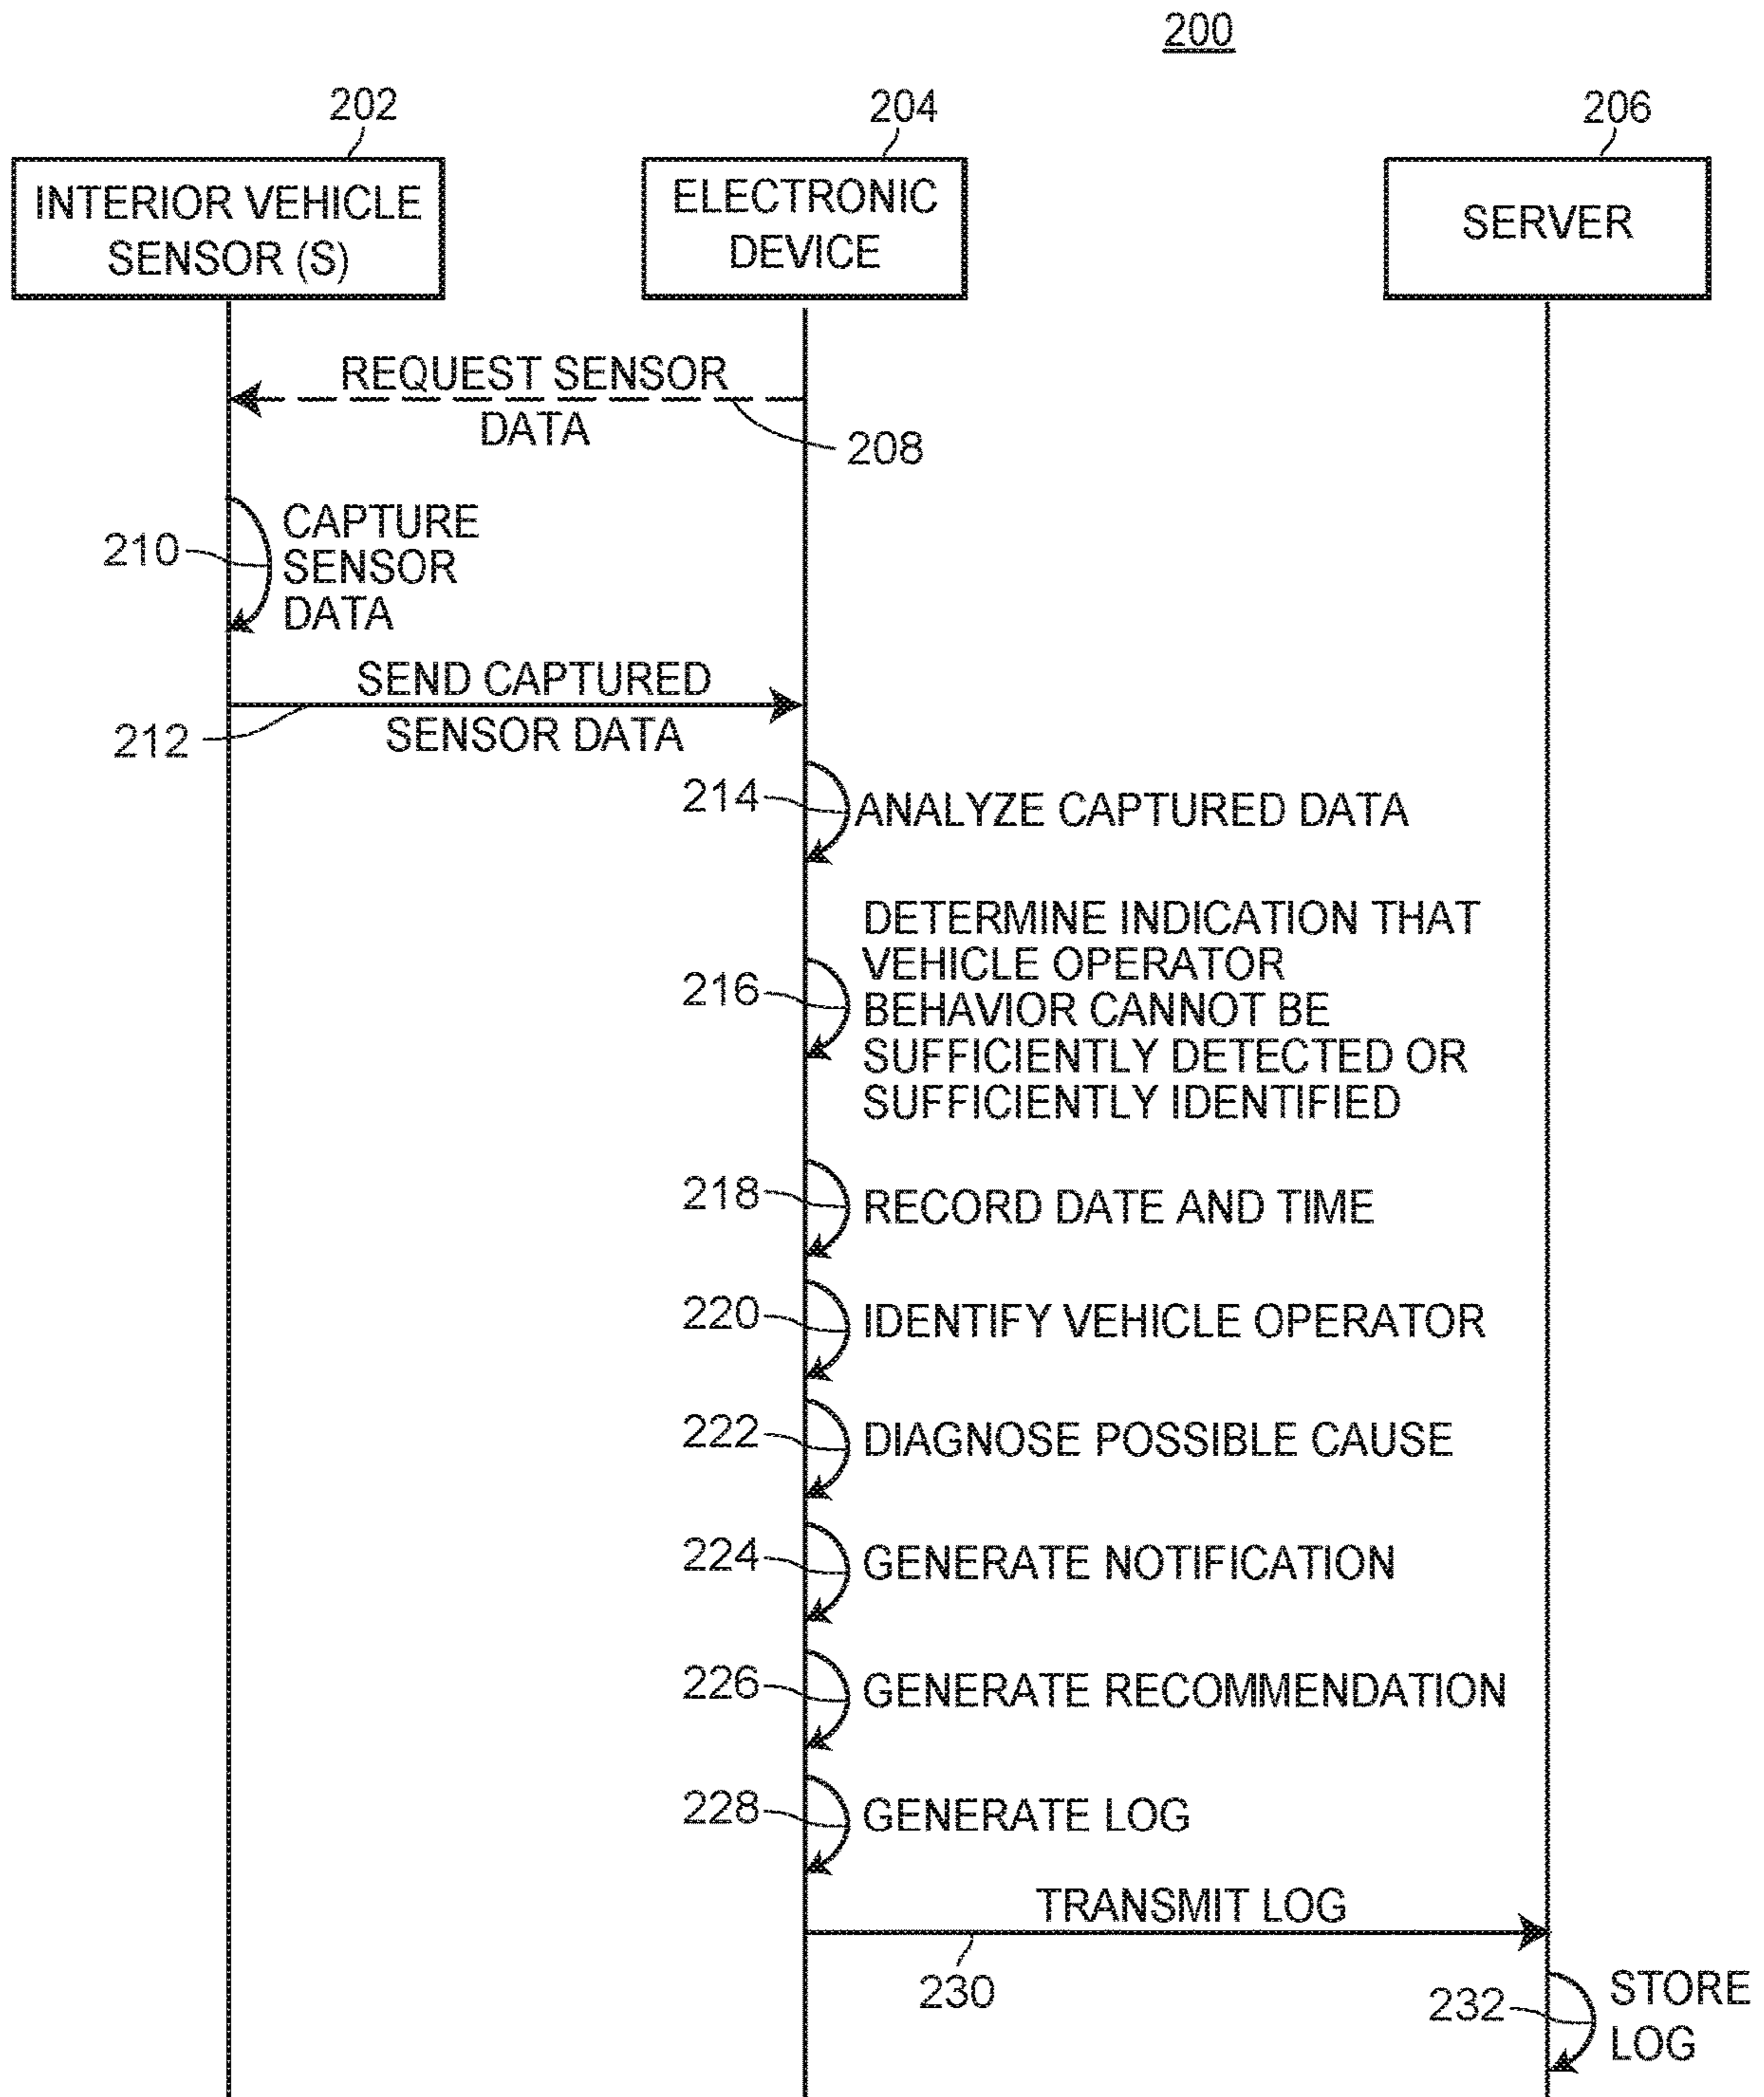 200
202
204
206
INTERIOR VEHICLE
SENSOR (S)
ELECTRONIC
DEVICE
SERVER
REQUEST SENSOR
DATA
208
210
CAPTURE
SENSOR
DATA
SEND CAPTURED
SENSOR DATA
212
214
ANALYZE CAPTURED DATA
216
DETERMINE INDICATION THAT
VEHICLE OPERATOR
BEHAVIOR CANNOT BE
SUFFICIENTLY DETECTED OR
SUFFICIENTLY IDENTIFIED
218
RECORD DATE AND TIME
220
IDENTIFY VEHICLE OPERATOR
222
DIAGNOSE POSSIBLE CAUSE
224
GENERATE NOTIFICATION
226
GENERATE RECOMMENDATION
228
GENERATE LOG
TRANSMIT LOG
230
232
STORE
LOG